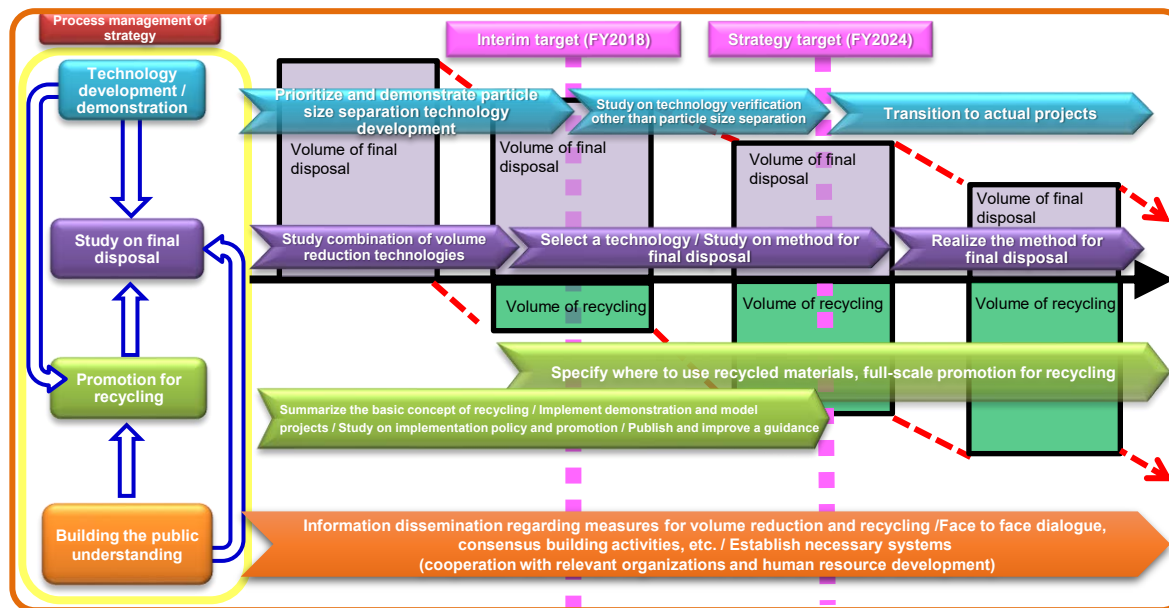 Process management of
strategy
Interim target (FY2018)
Strategy target (FY2024)
Technology
development /
demonstration
Prioritize and demonstrate particle
size separation technology
development
Study on technology verification
other than particle size separation
Transition to actual projects
Volume of final
disposal
Volume of final
disposal
Volume of final
disposal
Volume of final
disposal
Study on final
disposal
Study combination of volume
reduction technologies
Select a technology / Study on method for
final disposal
Realize the method for
final disposal
Volume of recycling
Volume of recycling
Volume of recycling
Promotion for
recycling
Specify where to use recycled materials, full-scale promotion for recycling
Summarize the basic concept of recycling / Implement demonstration and model
projects / Study on implementation policy and promotion / Publish and improve a guidance
Building the public
understanding
Information dissemination regarding measures for volume reduction and recycling /Face to face dialogue,
consensus building activities, etc. / Establish necessary systems
(cooperation with relevant organizations and human resource development)